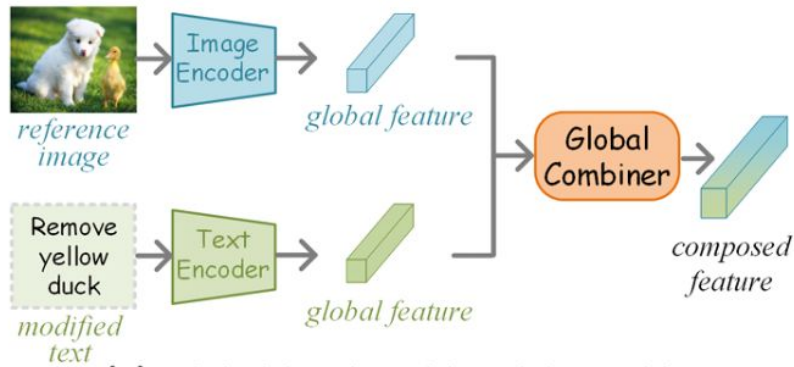 Image
Encoder
reference
image
global feature
Global
Combiner
Remove
yellow
duck
Text
Encoder
composed
feature
modified
text
global feature